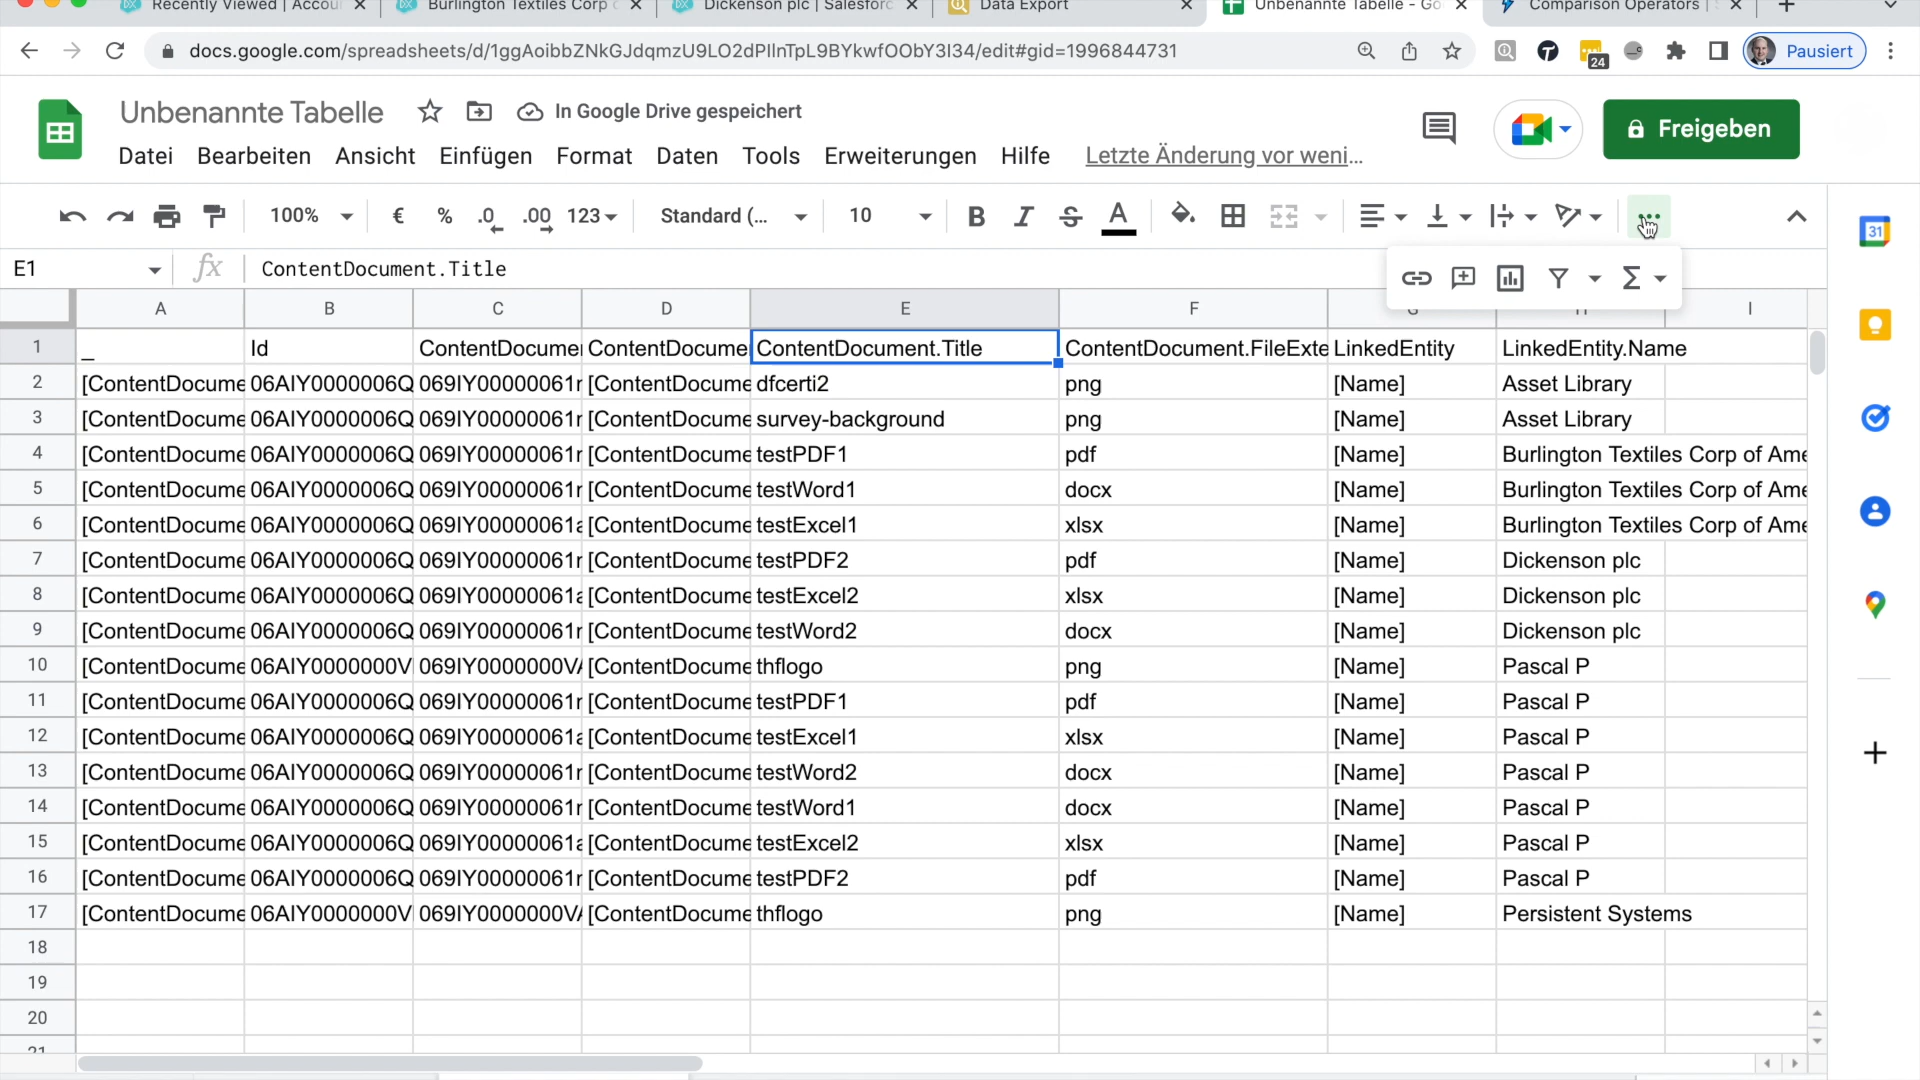 Recently Viewed | Accou
Burlington Textiles Corp o
Dickenson plc | Salesforc
Data Export
Unbenannte Tabelle - Go
Comparison Operators | S
docs.google.com/spreadsheets/d/1ggAoibbZNkGJdqmzU9LO2dPIlnTpL9BYkwfOObY3I34/edit#gid=1996844731
24
Pausiert
Unbenannte Tabelle
In Google Drive gespeichert
Freigeben
Datei Bearbeiten Ansicht Einfügen Format Daten Tools Erweiterungen Hilfe Letzte Änderung vor weni...
100% € % .0 .00 123 Standard (... 10 B I S A
31
E1 fx ContentDocument.Title
A B C D E F G H I
1 _ Id ContentDocumen ContentDocume ContentDocument.Title ContentDocument.FileExte LinkedEntity LinkedEntity.Name
2 [ContentDocume 06AIY0000006Q 069IY00000061r [ContentDocume dfcerti2 png [Name] Asset Library
3 [ContentDocume 06AIY0000006Q 069IY00000061r [ContentDocume survey-background png [Name] Asset Library
4 [ContentDocume 06AIY0000006Q 069IY00000061r [ContentDocume testPDF1 pdf [Name] Burlington Textiles Corp of Ame
5 [ContentDocume 06AIY0000006Q 069IY00000061r [ContentDocume testWord1 docx [Name] Burlington Textiles Corp of Ame
6 [ContentDocume 06AIY0000006Q 069IY00000061a [ContentDocume testExcel1 xlsx [Name] Burlington Textiles Corp of Ame
7 [ContentDocume 06AIY0000006Q 069IY00000061r [ContentDocume testPDF2 pdf [Name] Dickenson plc
8 [ContentDocume 06AIY0000006Q 069IY00000061a [ContentDocume testExcel2 xlsx [Name] Dickenson plc
9 [ContentDocume 06AIY0000006Q 069IY00000061r [ContentDocume testWord2 docx [Name] Dickenson plc
10 [ContentDocume 06AIY0000000V 069IY0000000VA [ContentDocume thflogo png [Name] Pascal P
11 [ContentDocume 06AIY0000006Q 069IY00000061r [ContentDocume testPDF1 pdf [Name] Pascal P
12 [ContentDocume 06AIY0000006Q 069IY00000061a [ContentDocume testExcel1 xlsx [Name] Pascal P
13 [ContentDocume 06AIY0000006Q 069IY00000061r [ContentDocume testWord2 docx [Name] Pascal P
14 [ContentDocume 06AIY0000006Q 069IY00000061r [ContentDocume testWord1 docx [Name] Pascal P
15 [ContentDocume 06AIY0000006Q 069IY00000061a [ContentDocume testExcel2 xlsx [Name] Pascal P
16 [ContentDocume 06AIY0000006Q 069IY00000061r [ContentDocume testPDF2 pdf [Name] Pascal P
17 [ContentDocume 06AIY0000000V 069IY0000000VA [ContentDocume thflogo png [Name] Persistent Systems
18
19
20
21